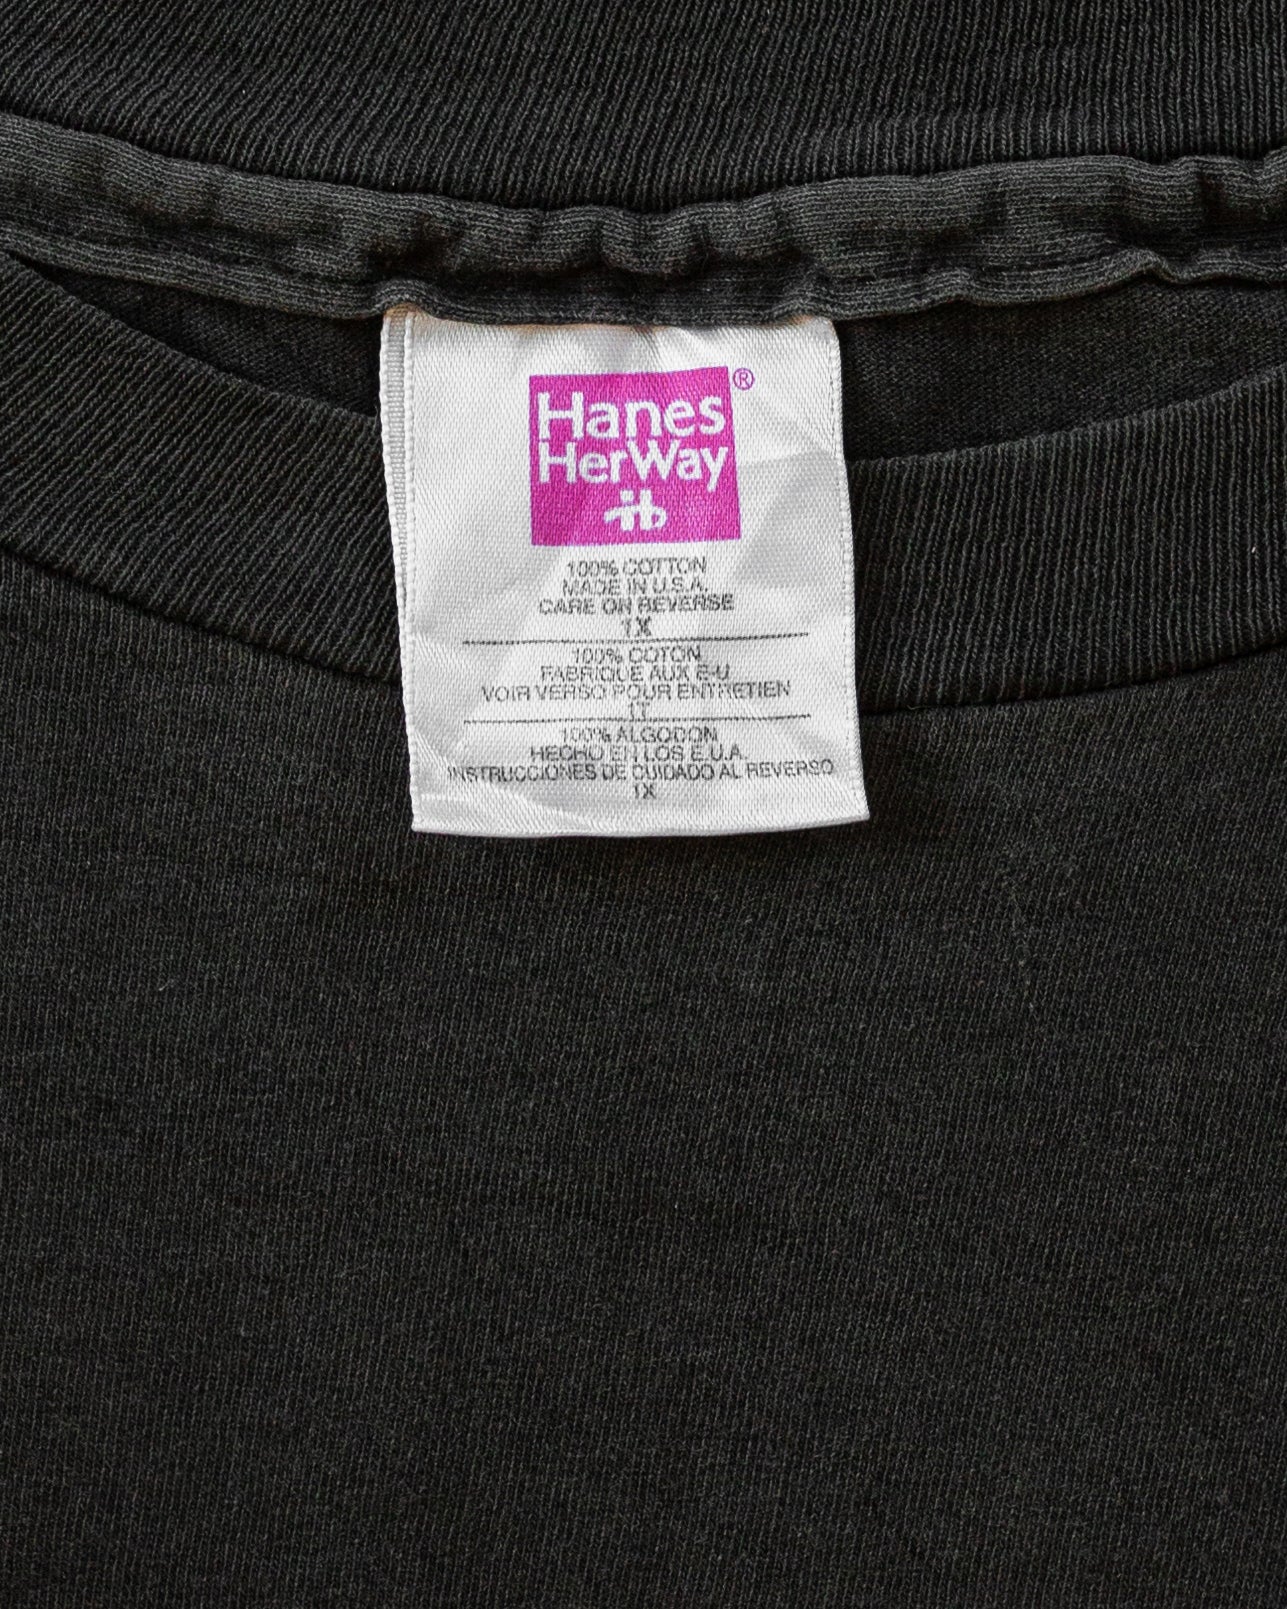 Hanes ®
HerWay
100% COTTON
MADE IN U.S.A.
CARE ON REVERSE
1X
100% COTON
FABRIQUE AUX E-U
VOIR VERSO POUR ENTRETIEN
1T
100% ALGODON
HECHO EN LOS E.U.A.
INSTRUCCIONES DE CUIDADO AL REVERSO
1X